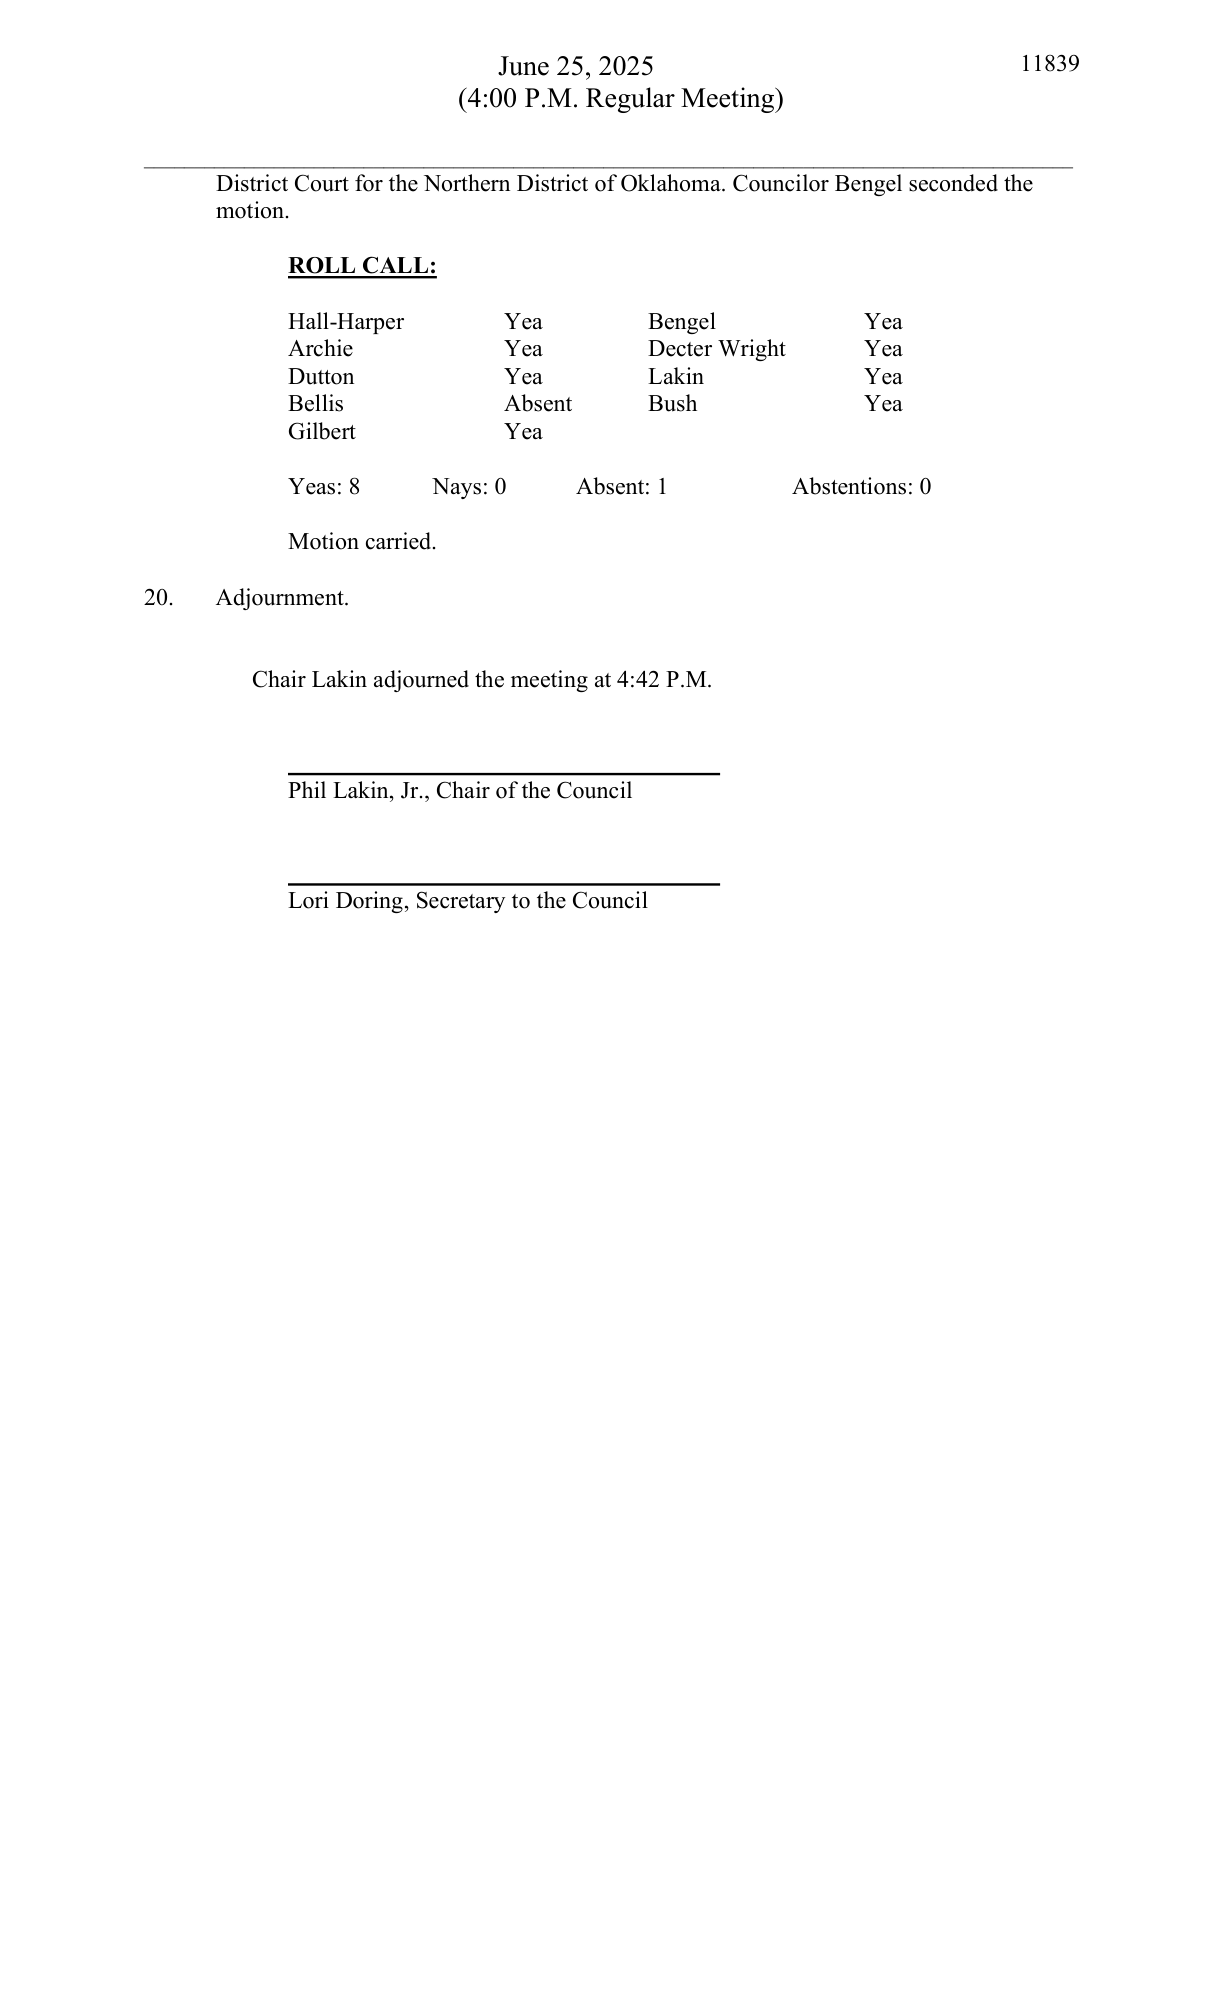 June 25, 2025 11839
(4:00 P.M. Regular Meeting)
District Court for the Northern District of Oklahoma. Councilor Bengel seconded the
motion.
ROLL CALL:
Hall-Harper Yea Bengel Yea
Archie Yea Decter Wright Yea
Dutton Yea Lakin Yea
Bellis Absent Bush Yea
Gilbert Yea
Yeas: 8 Nays: 0 Absent: 1 Abstentions: 0
Motion carried.
20. Adjournment.
Chair Lakin adjourned the meeting at 4:42 P.M.
Phil Lakin, Jr., Chair of the Council
Lori Doring, Secretary to the Council